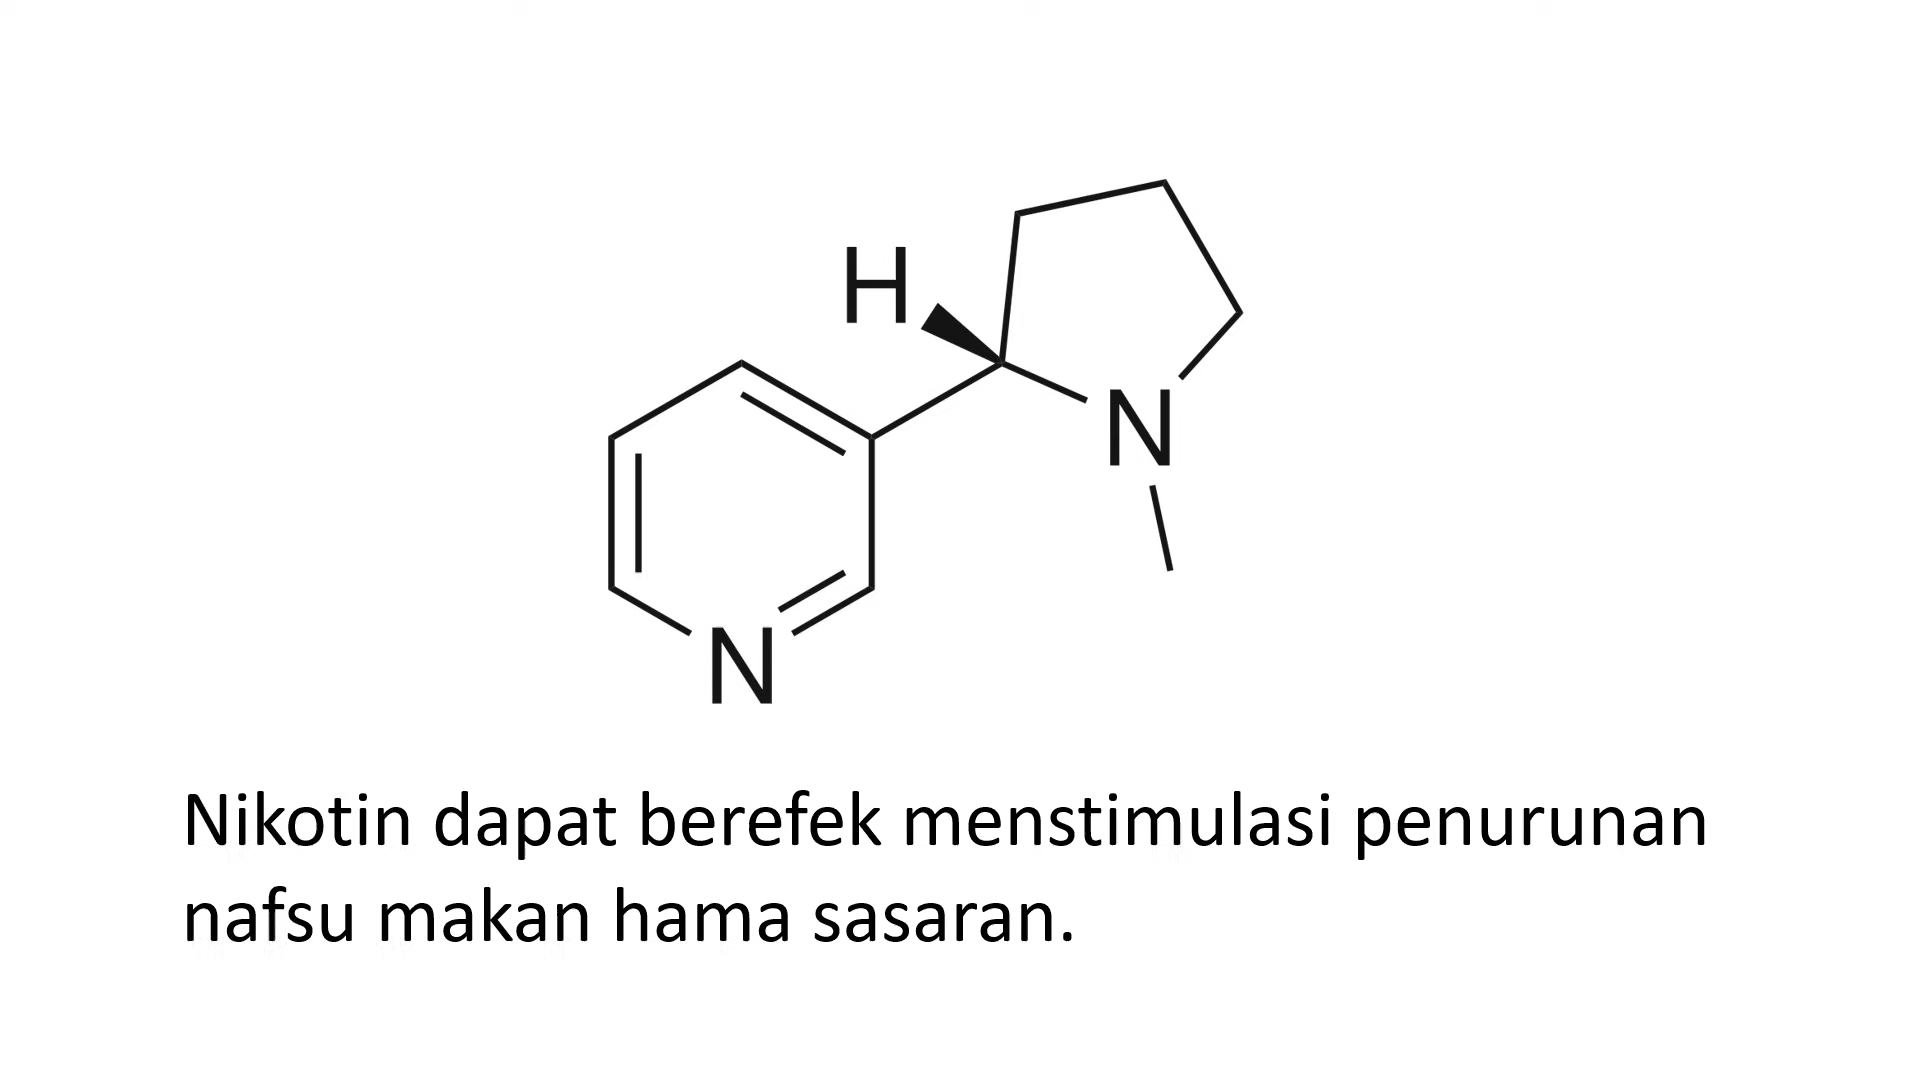 H
N
N
Nikotin dapat berefek menstimulasi penurunan
nafsu makan hama sasaran.